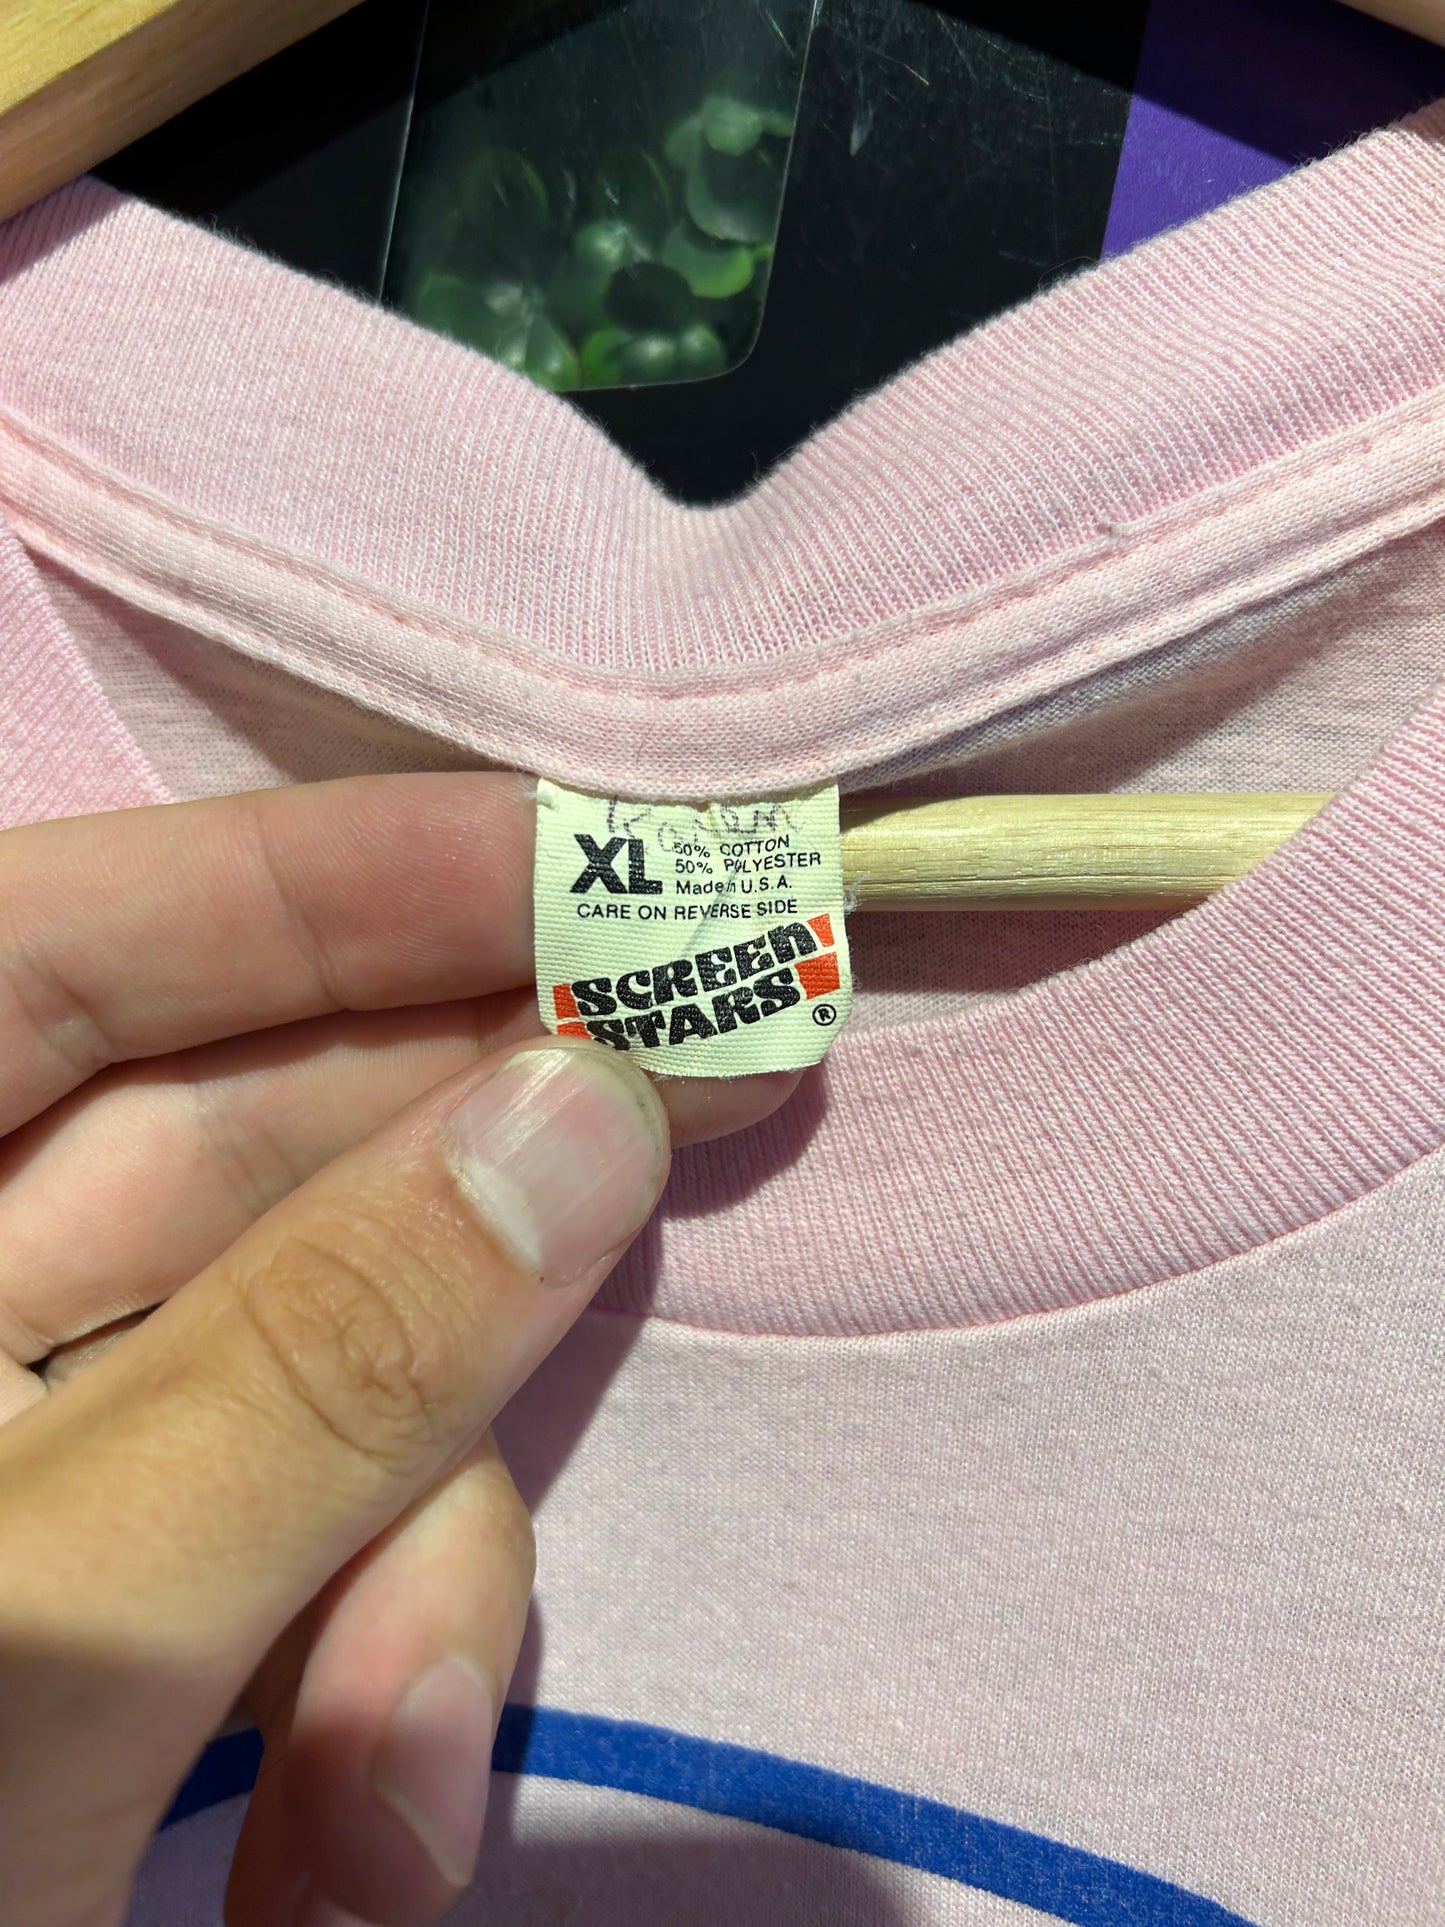 XL
50% COTTON
50% POLYESTER
Made in U.S.A.
CARE ON REVERSE SIDE
SCREEN
STARS ®